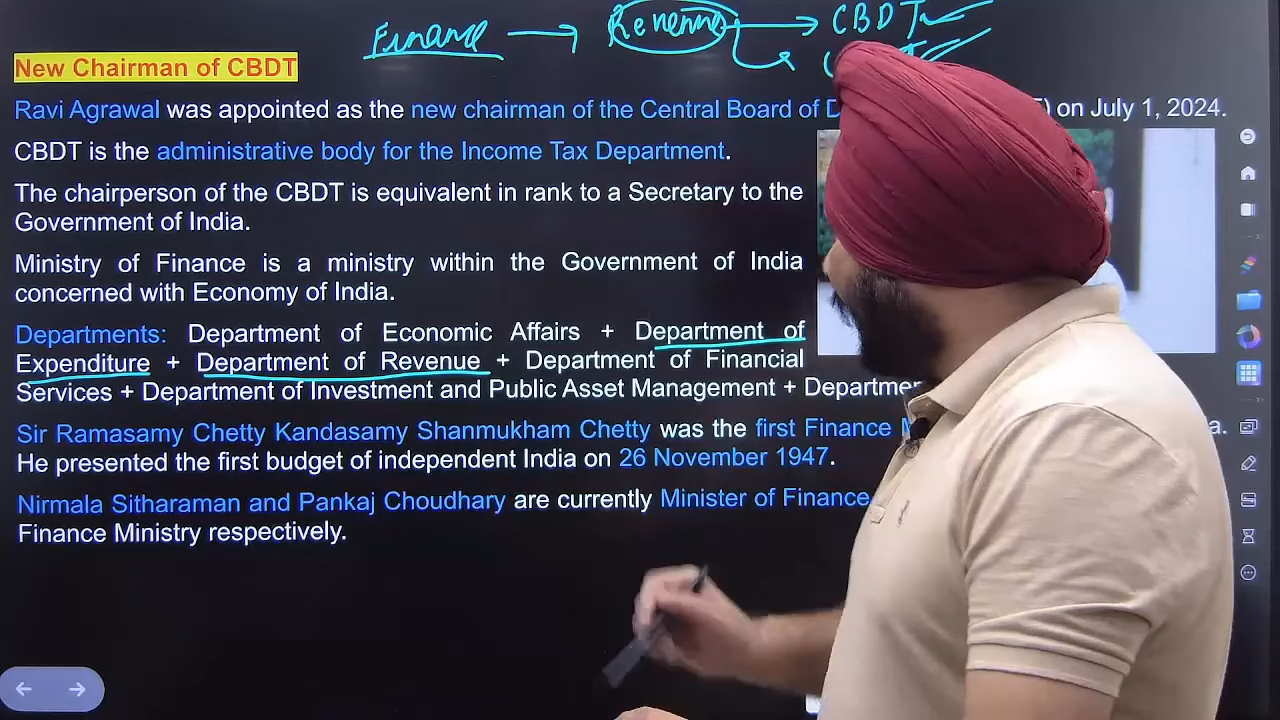 Finance → Revenue → CBDT
New Chairman of CBDT
Ravi Agrawal was appointed as the new chairman of the Central Board of on July 1, 2024.
CBDT is the administrative body for the Income Tax Department.
The chairperson of the CBDT is equivalent in rank to a Secretary to the
Government of India.
Ministry of Finance is a ministry within the Government of India
concerned with Economy of India.
Departments: Department of Economic Affairs + Department of
Expenditure + Department of Revenue + Department of Financial
Services + Department of Investment and Public Asset Management +
Sir Ramasamy Chetty Kandasamy Shanmukham Chetty was the first Finance
He presented the first budget of independent India on 26 November 1947.
Nirmala Sitharaman and Pankaj Choudhary are currently Minister of Finance
Finance Ministry respectively.